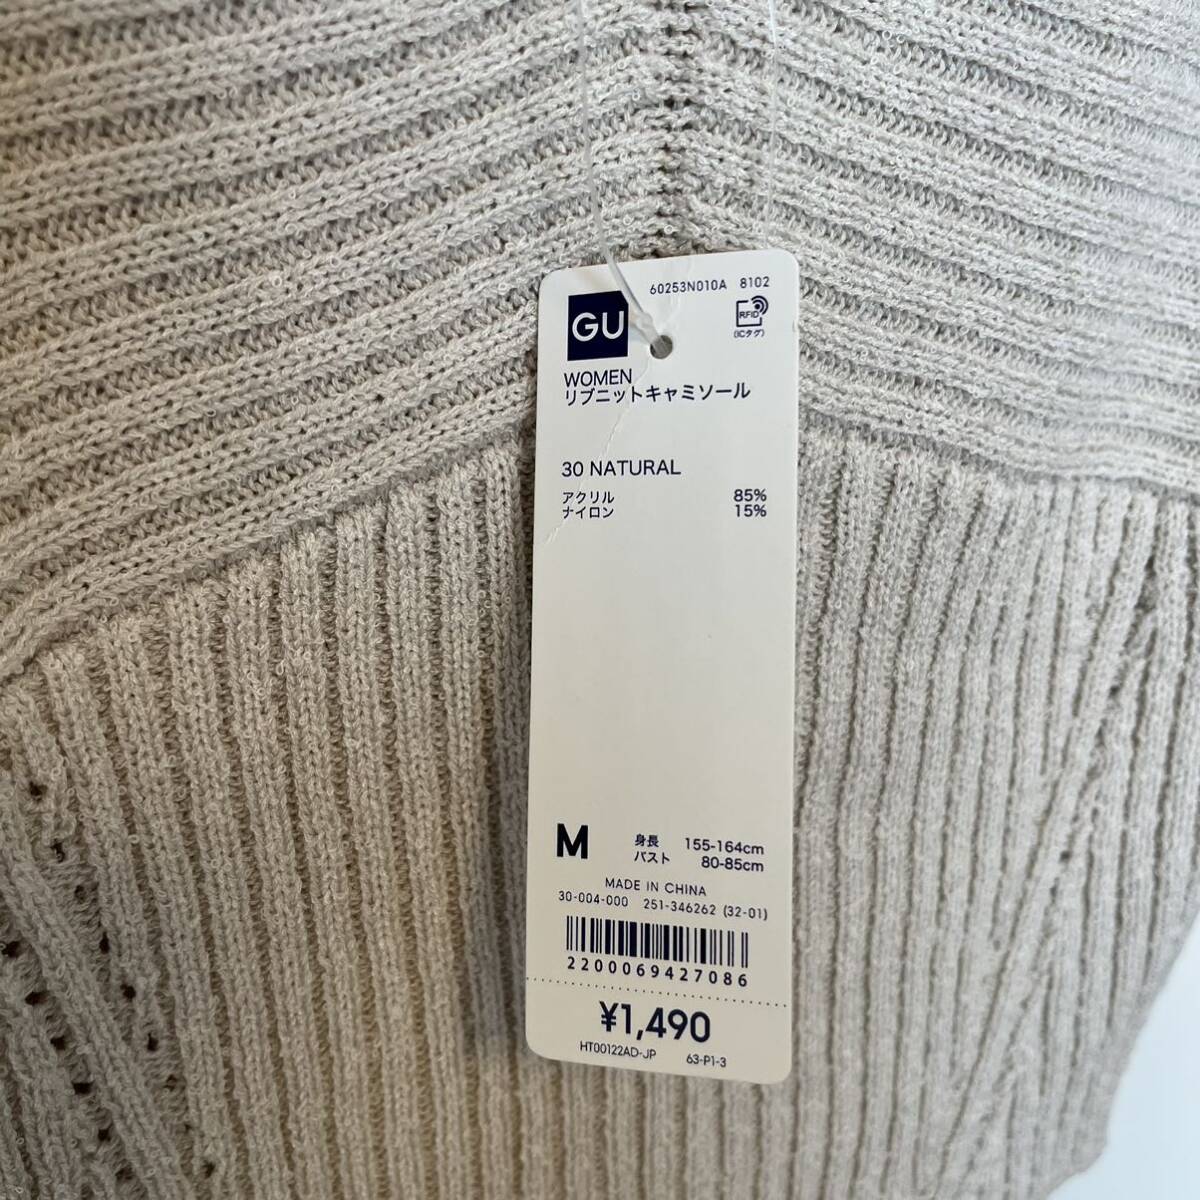 60253N010A 8102
GU
RFID
(ICタグ)
WOMEN
リブニットキャミソール
30 NATURAL
アクリル 85%
ナイロン 15%
M 身長 155-164cm
バスト 80-85cm
MADE IN CHINA
30-004-000 251-346262 (32-01)
2200069427086
¥1,490
HT00122AD-JP 63-P1-3